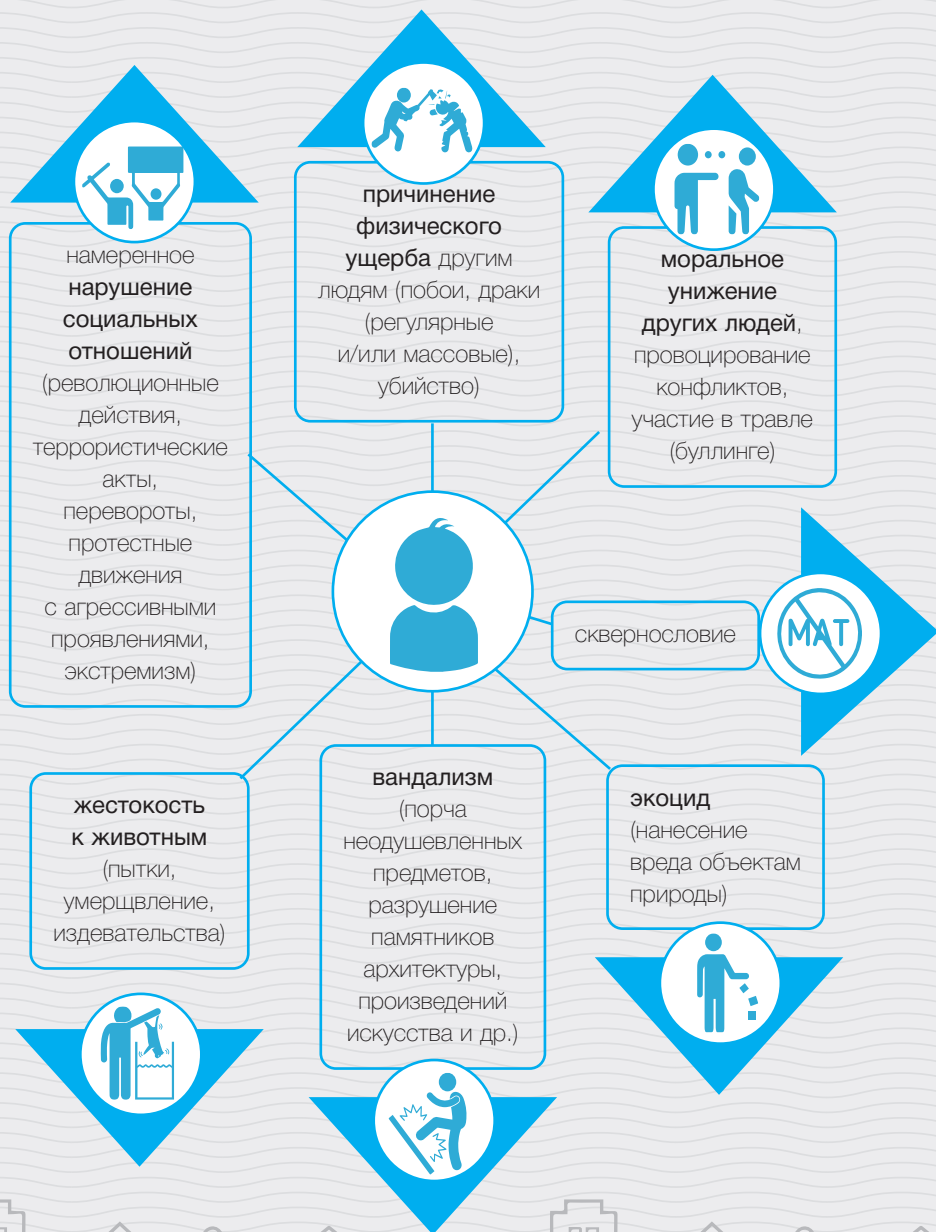 намеренное
нарушение
социальных
отношений
(революционные
действия,
террористические
акты,
перевороты,
протестные
движения
с агрессивными
проявлениями,
экстремизм)
причинение
физического
ущерба другим
людям (побои, драки
(регулярные
и/или массовые),
убийство)
моральное
унижение
других людей,
провоцирование
конфликтов,
участие в травле
(буллинге)
сквернословие
МАТ
жестокость
к животным
(пытки,
умерщвление,
издевательства)
вандализм
(порча
неодушевленных
предметов,
разрушение
памятников
архитектуры,
произведений
искусства и др.)
экоцид
(нанесение
вреда объектам
природы)